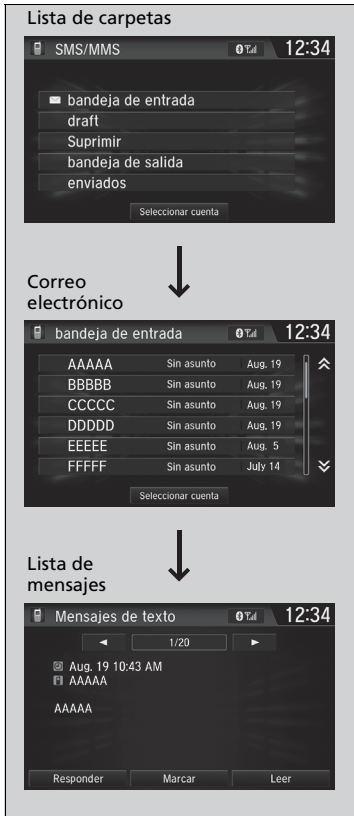 Lista de carpetas
SMS/MMS 12:34
bandeja de entrada
draft
Suprimir
bandeja de salida
enviados
Seleccionar cuenta
Correo
electrónico
bandeja de entrada 12:34
AAAAA Sin asunto Aug. 19
BBBBB Sin asunto Aug. 19
CCCCC Sin asunto Aug. 19
DDDDD Sin asunto Aug. 19
EEEEE Sin asunto Aug. 5
FFFFF Sin asunto July 14
Seleccionar cuenta
Lista de
mensajes
Mensajes de texto 12:34
1/20
Aug. 19 10:43 AM
AAAAA
AAAAA
Responder Marcar Leer